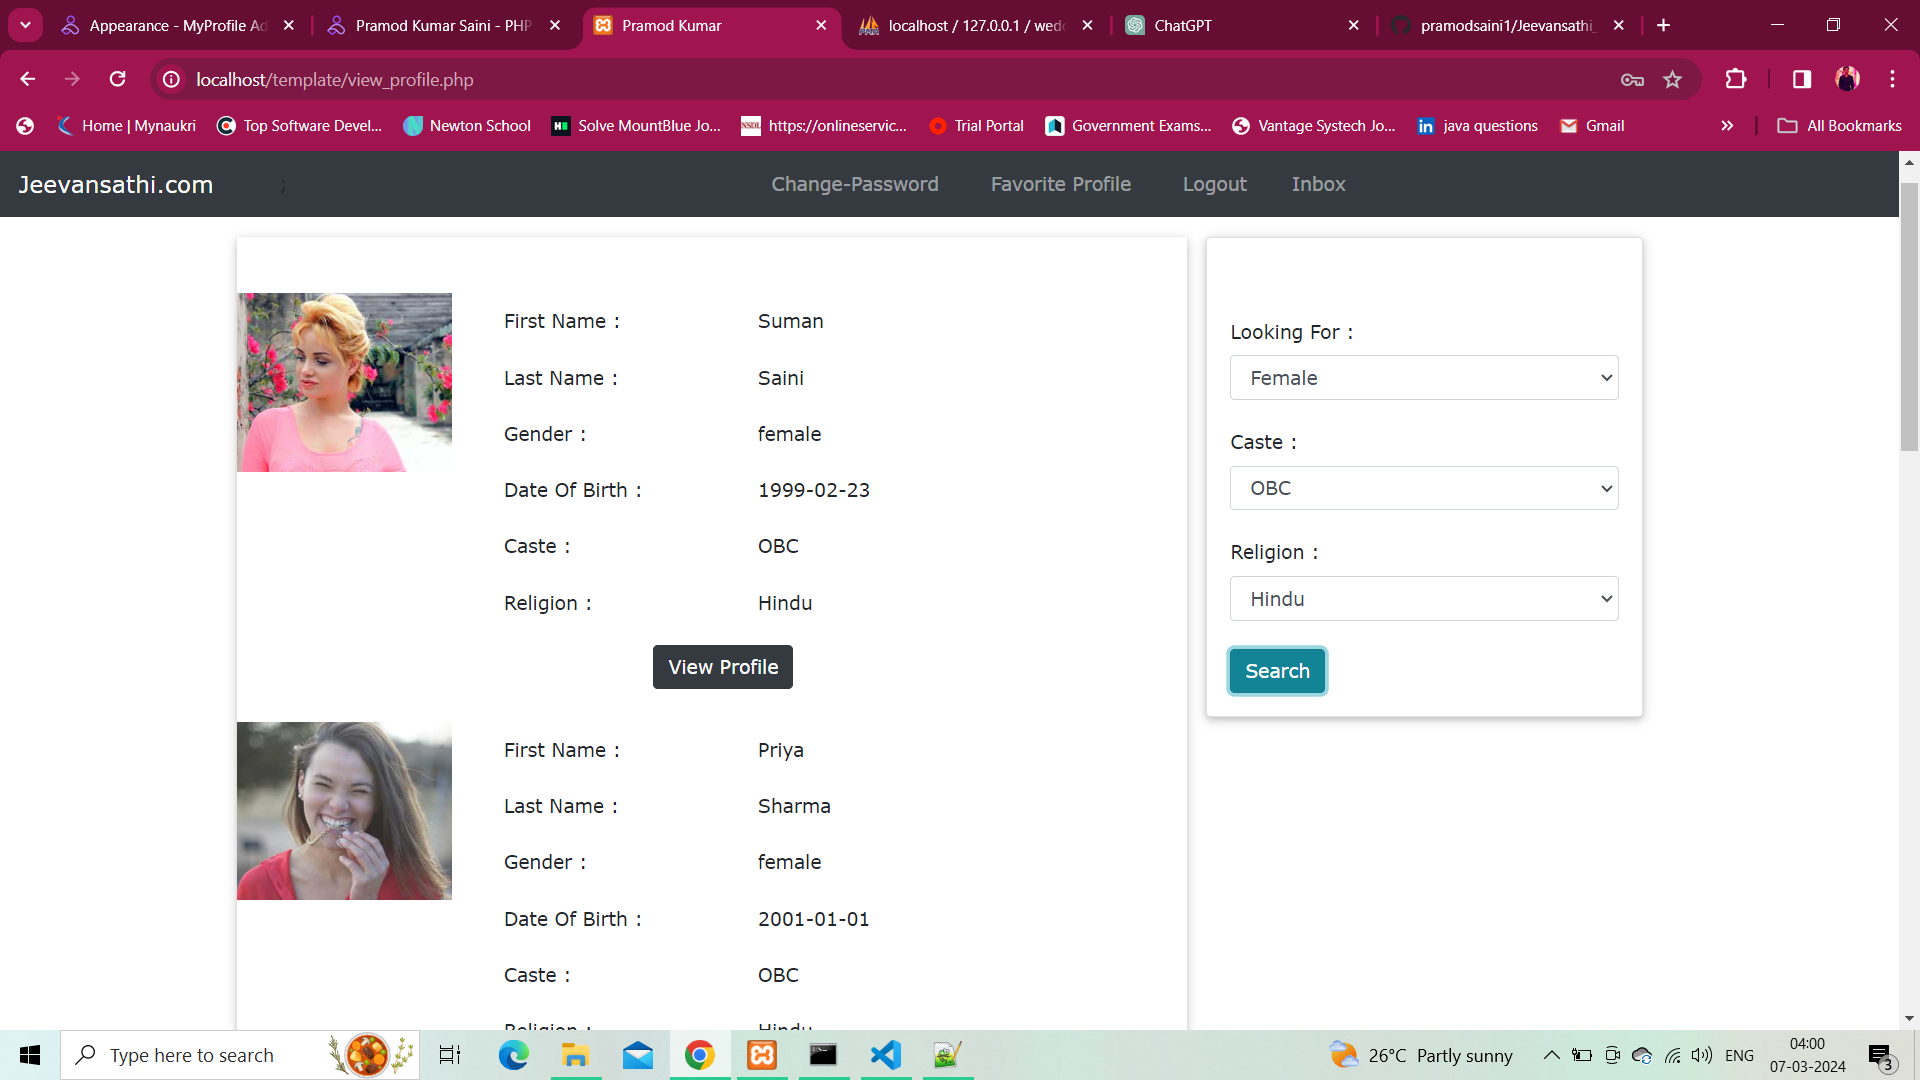 Appearance - MyProfile Ad
Pramod Kumar Saini - PHP
Pramod Kumar
localhost / 127.0.0.1 / wedd
ChatGPT
pramodsaini1/Jeevansathi_
localhost/template/view_profile.php
Home | Mynaukri
Top Software Devel...
Newton School
Solve MountBlue Jo...
NSDL https://onlineservic...
Trial Portal
Government Exams...
Vantage Systech Jo...
java questions
Gmail
All Bookmarks
Jeevansathi.com ;
Change-Password
Favorite Profile
Logout
Inbox
First Name : Suman
Last Name : Saini
Gender : female
Date Of Birth : 1999-02-23
Caste : OBC
Religion : Hindu
View Profile
First Name : Priya
Last Name : Sharma
Gender : female
Date Of Birth : 2001-01-01
Caste : OBC
Religion : Hindu
Looking For :
Female
Caste :
OBC
Religion :
Hindu
Search
Type here to search
26°C Partly sunny
ENG
04:00
07-03-2024
3